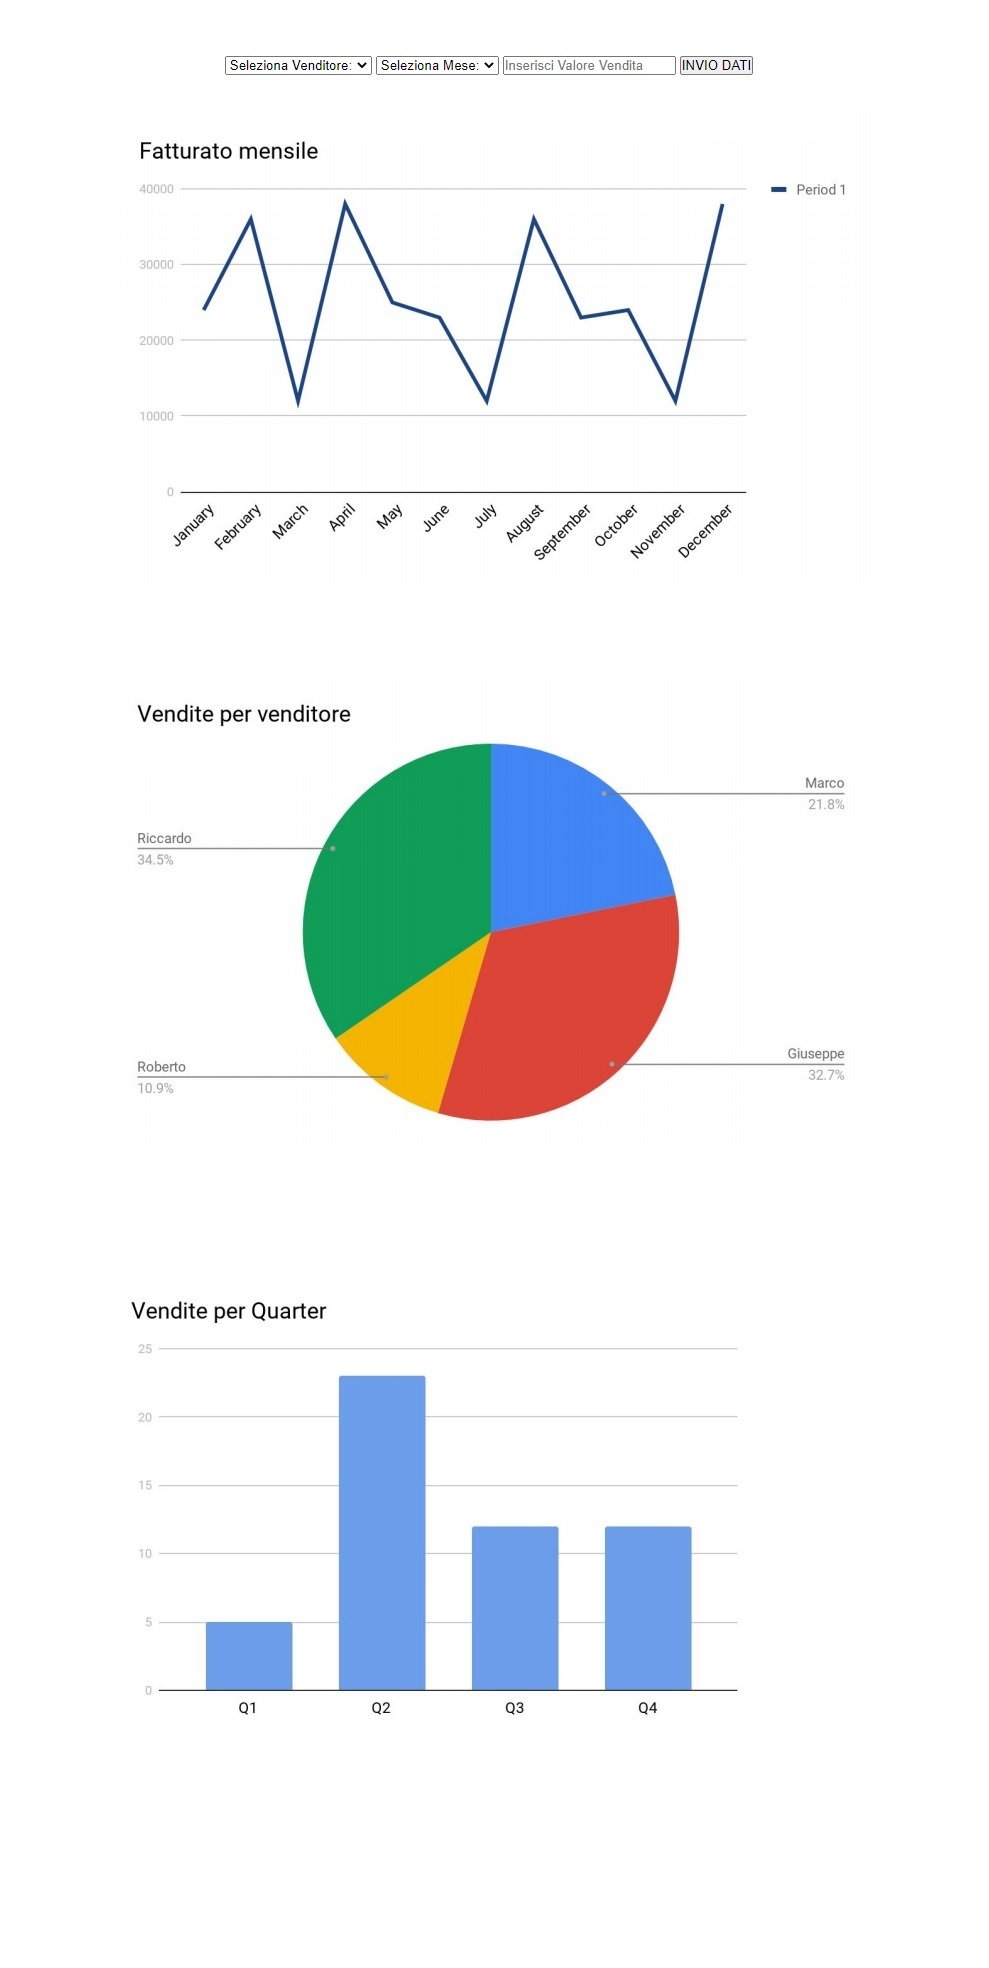 Seleziona Venditore: Seleziona Mese: Inserisci Valore Vendita INVIO DATI
Fatturato mensile
40000
Period 1
30000
20000
10000
0
January February March April May June July August September October November December
Vendite per venditore
Marco
21.8%
Riccardo
34.5%
Giuseppe
32.7%
Roberto
10.9%
Vendite per Quarter
25
20
15
10
5
0
Q1 Q2 Q3 Q4